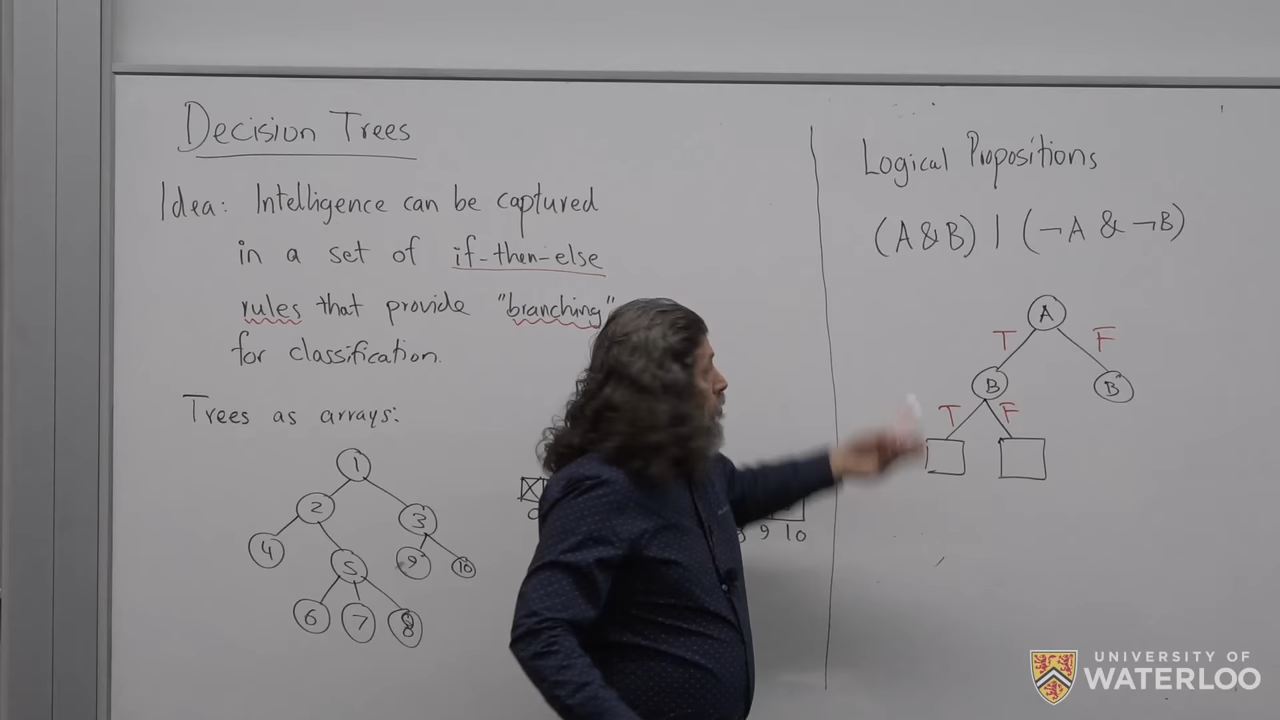 Decision Trees
Idea: Intelligence can be captured
in a set of if-then-else
rules that provide "branching"
for classification.
Trees as arrays:
1
2 3
4 5 9 10
6 7 8
9 10
Logical Propositions
(A&B) | (¬A & ¬B)
A
T F
B B
T F
UNIVERSITY OF
WATERLOO